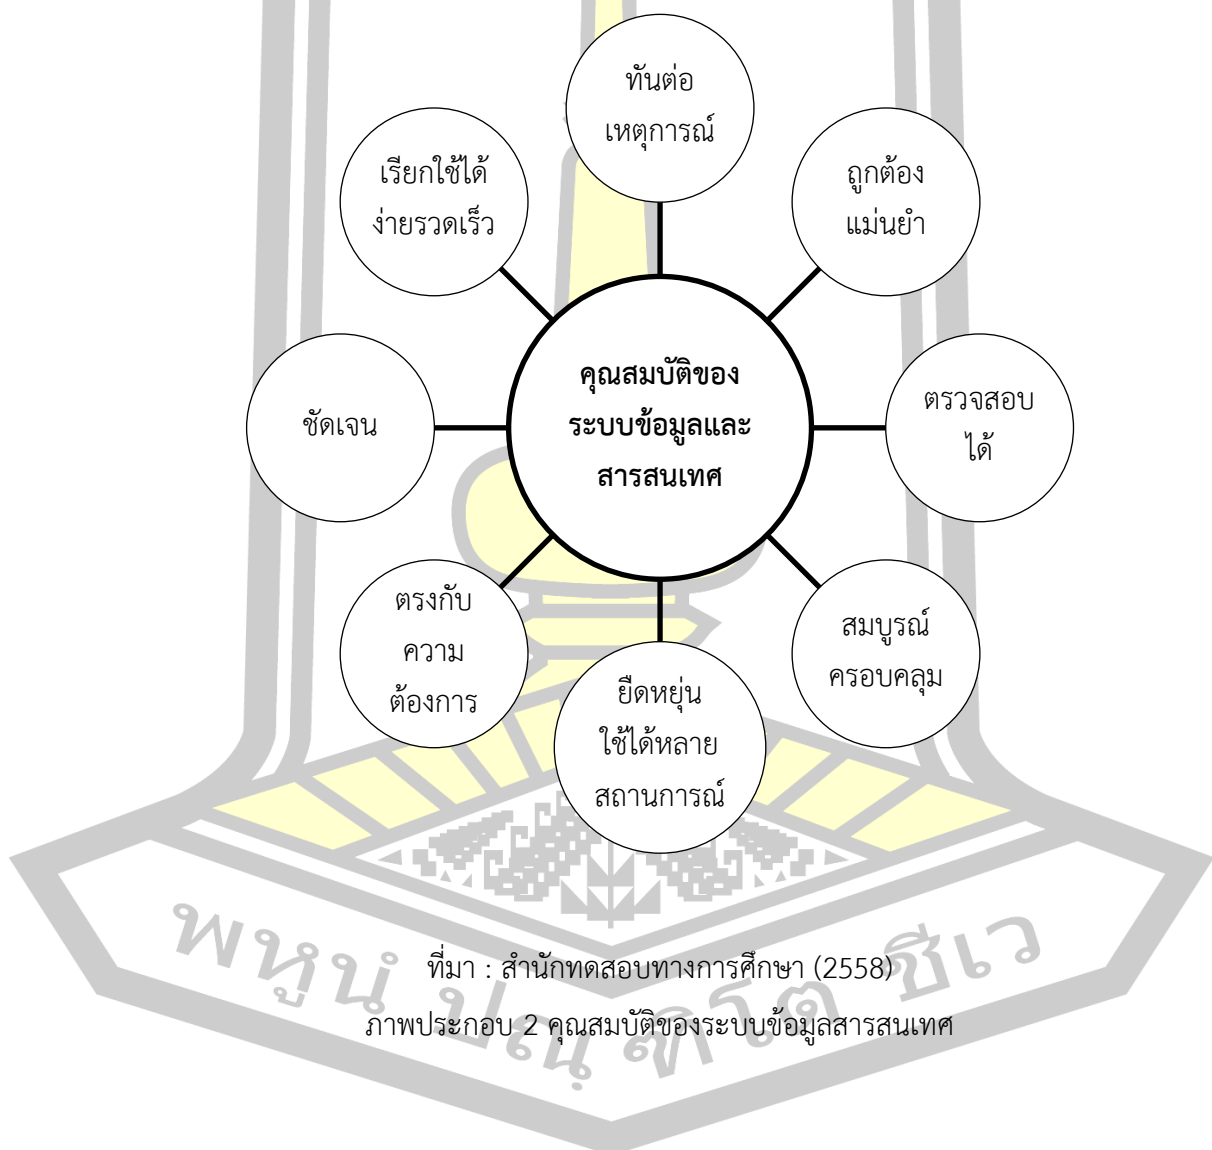 ทันต่อ
เหตุการณ์
ถูกต้อง
แม่นยำ
ตรวจสอบ
ได้
สมบูรณ์
ครอบคลุม
ยืดหยุ่น
ใช้ได้หลาย
สถานการณ์
ตรงกับ
ความ
ต้องการ
ชัดเจน
เรียกใช้ได้
ง่ายรวดเร็ว
คุณสมบัติของ
ระบบข้อมูลและ
สารสนเทศ
ที่มา : สำนักทดสอบทางการศึกษา (2558)
ภาพประกอบ 2 คุณสมบัติของระบบข้อมูลสารสนเทศ
พหูนํ ปณฺฑิโต ชีเว